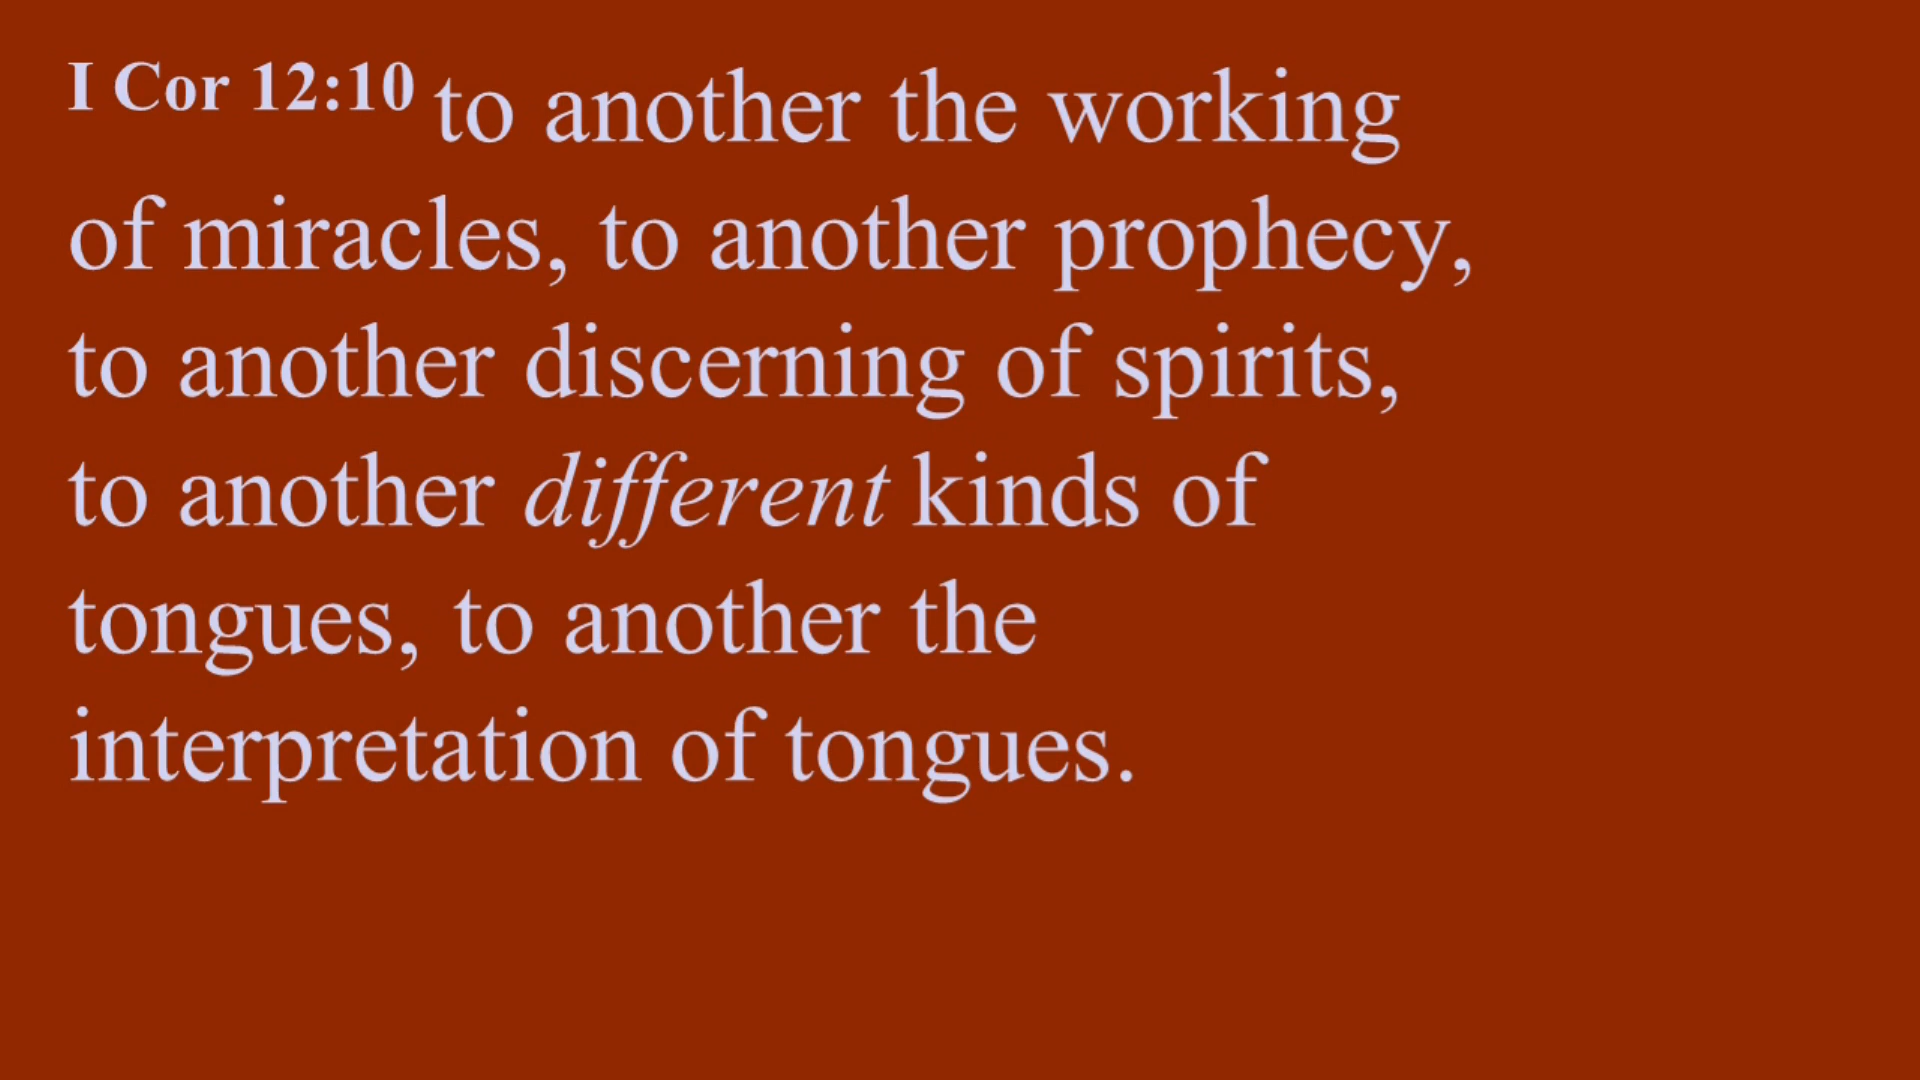 I Cor 12:10 to another the working
of miracles, to another prophecy,
to another discerning of spirits,
to another different kinds of
tongues, to another the
interpretation of tongues.